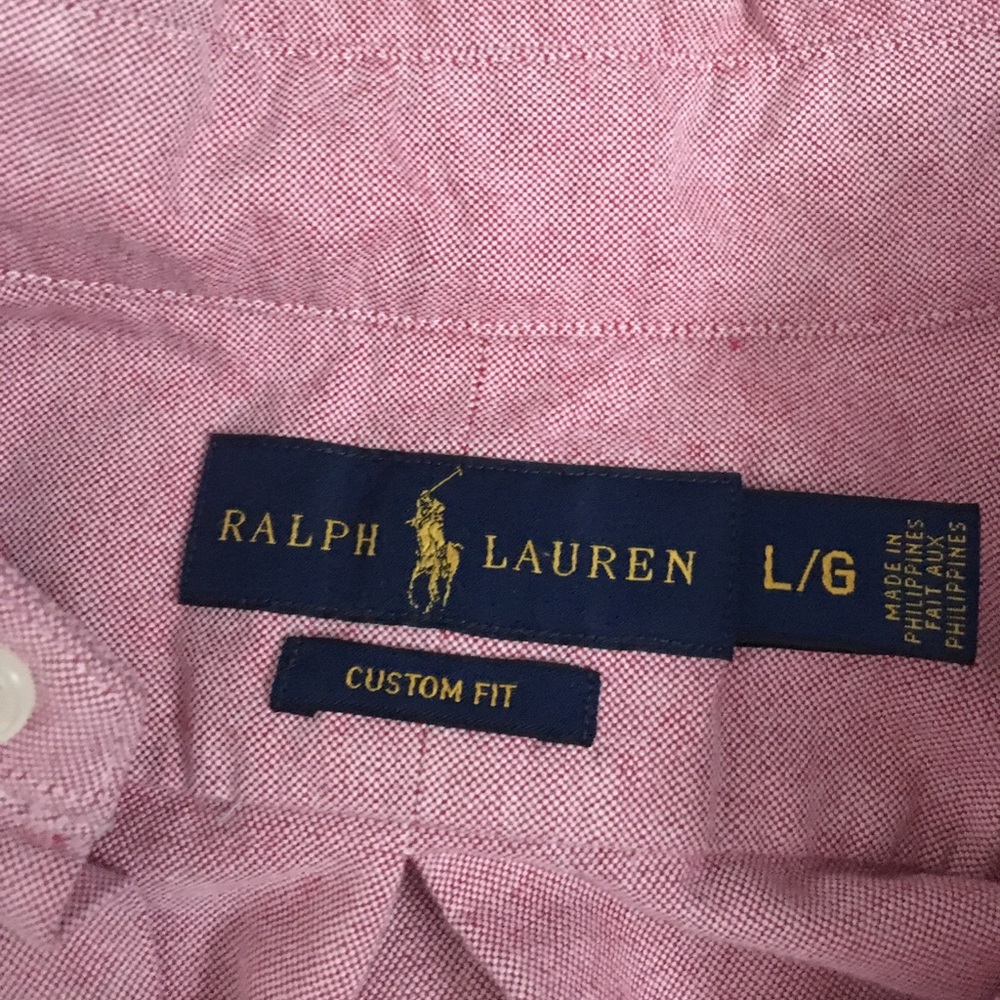 RALPH LAUREN
L/G
MADE IN
PHILIPPINES
FAIT AUX
PHILIPPINES
CUSTOM FIT